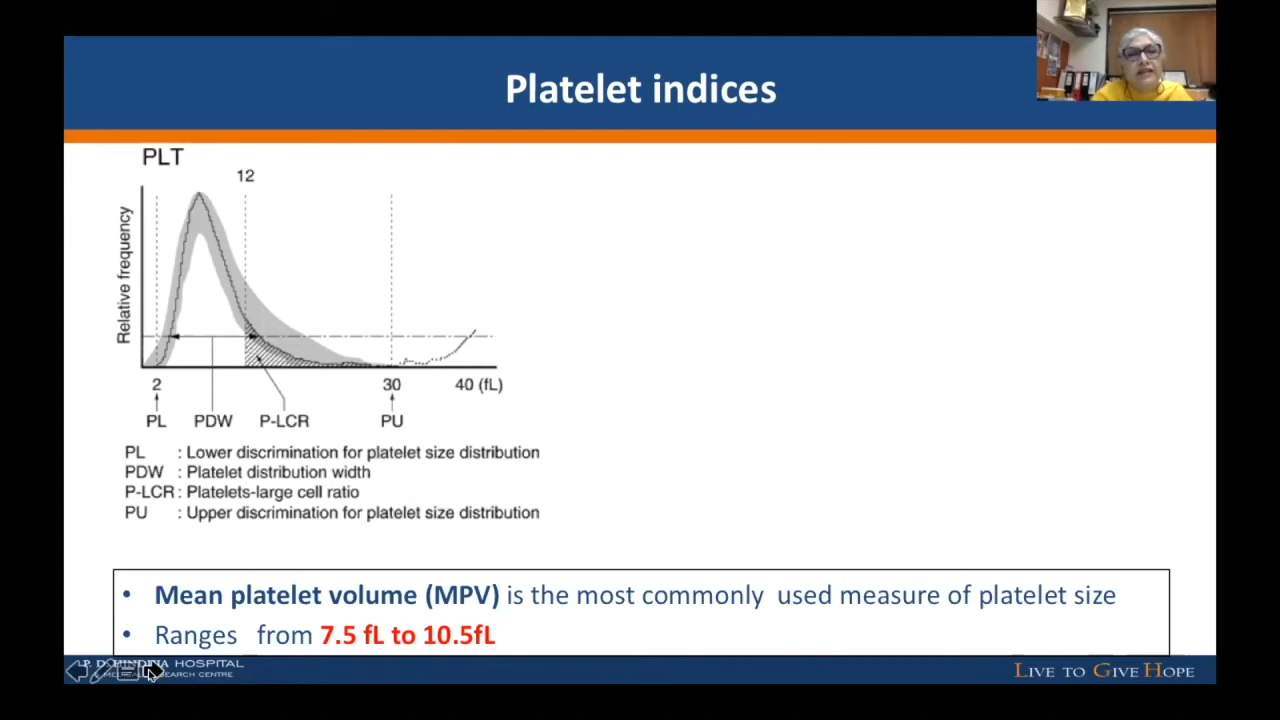 Platelet indices
PLT
12
Relative frequency
2 30 40 (fL)
PL PDW P-LCR PU
PL : Lower discrimination for platelet size distribution
PDW : Platelet distribution width
P-LCR : Platelets-large cell ratio
PU : Upper discrimination for platelet size distribution
• Mean platelet volume (MPV) is the most commonly used measure of platelet size
• Ranges from 7.5 fL to 10.5fL
HOSPITAL
CENTRE
LIVE TO GIVE HOPE